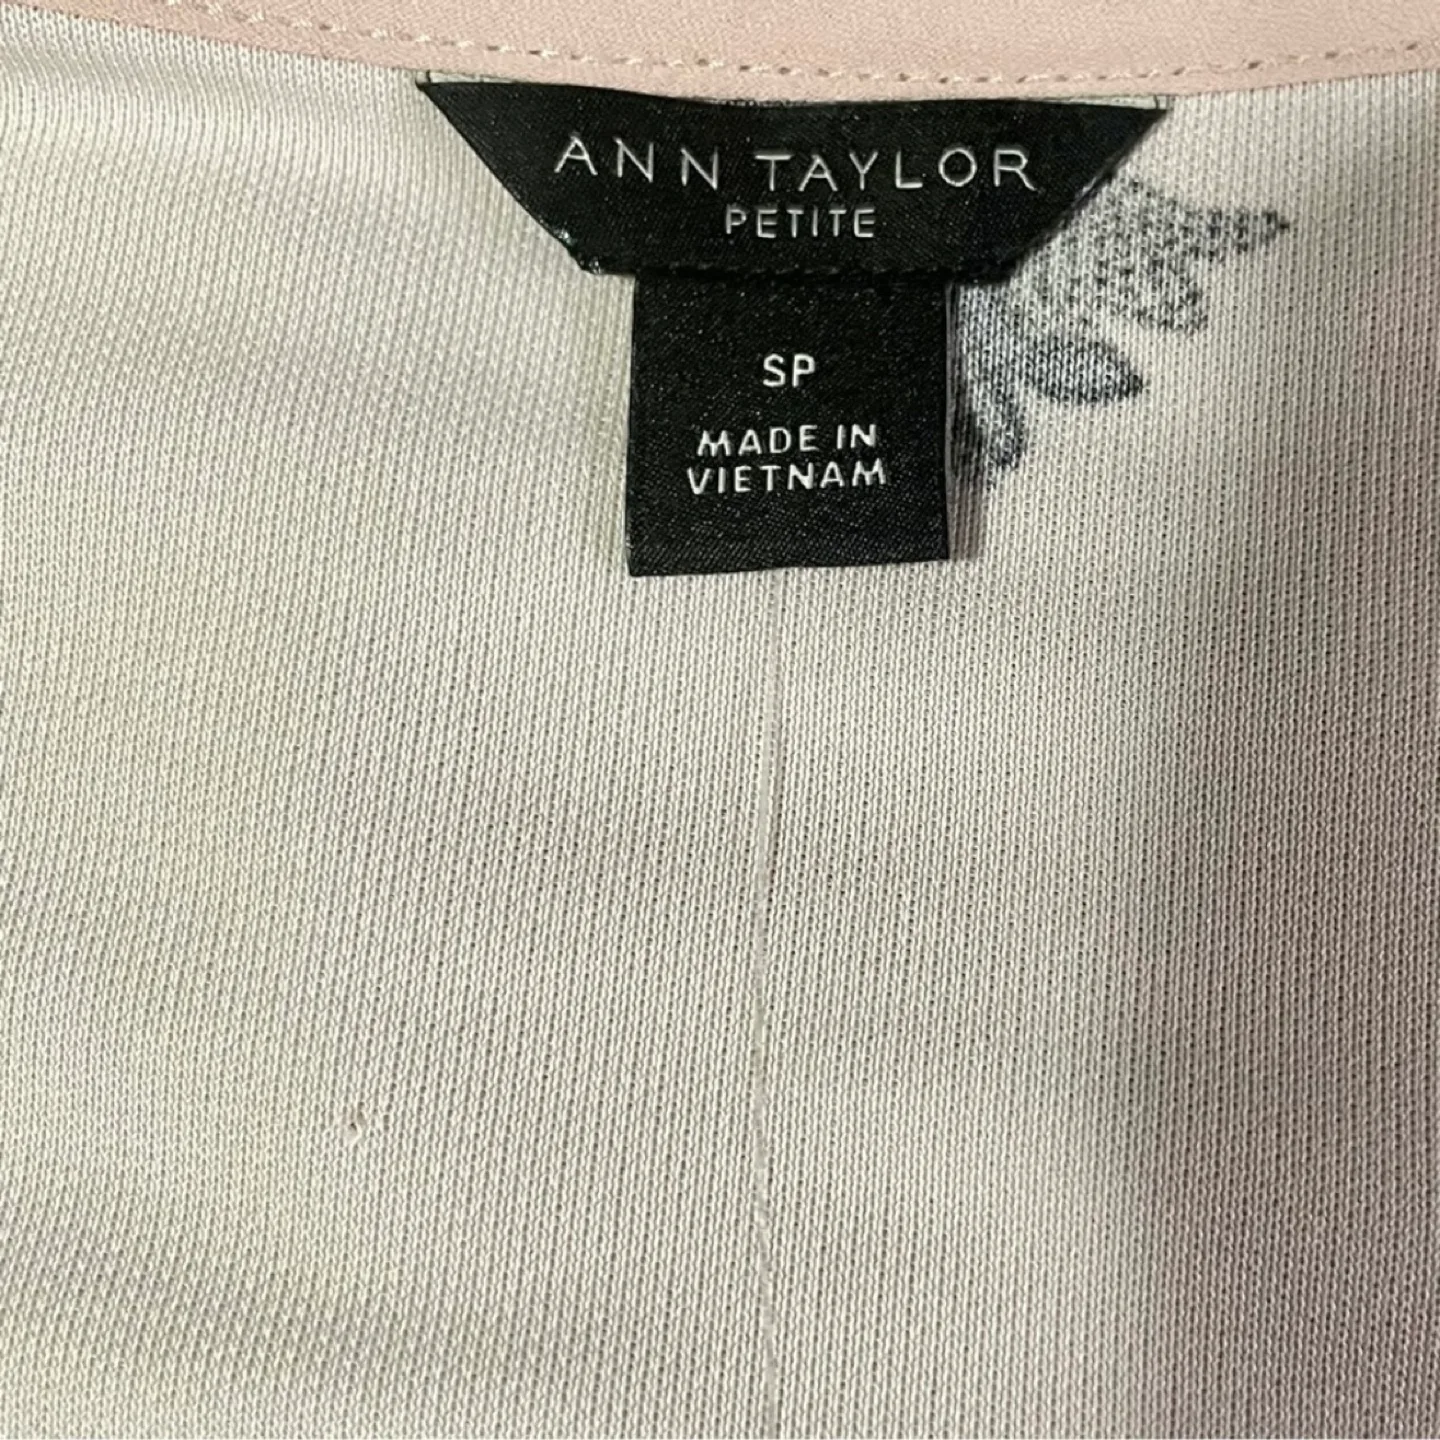 ANN TAYLOR
PETITE
SP
MADE IN
VIETNAM